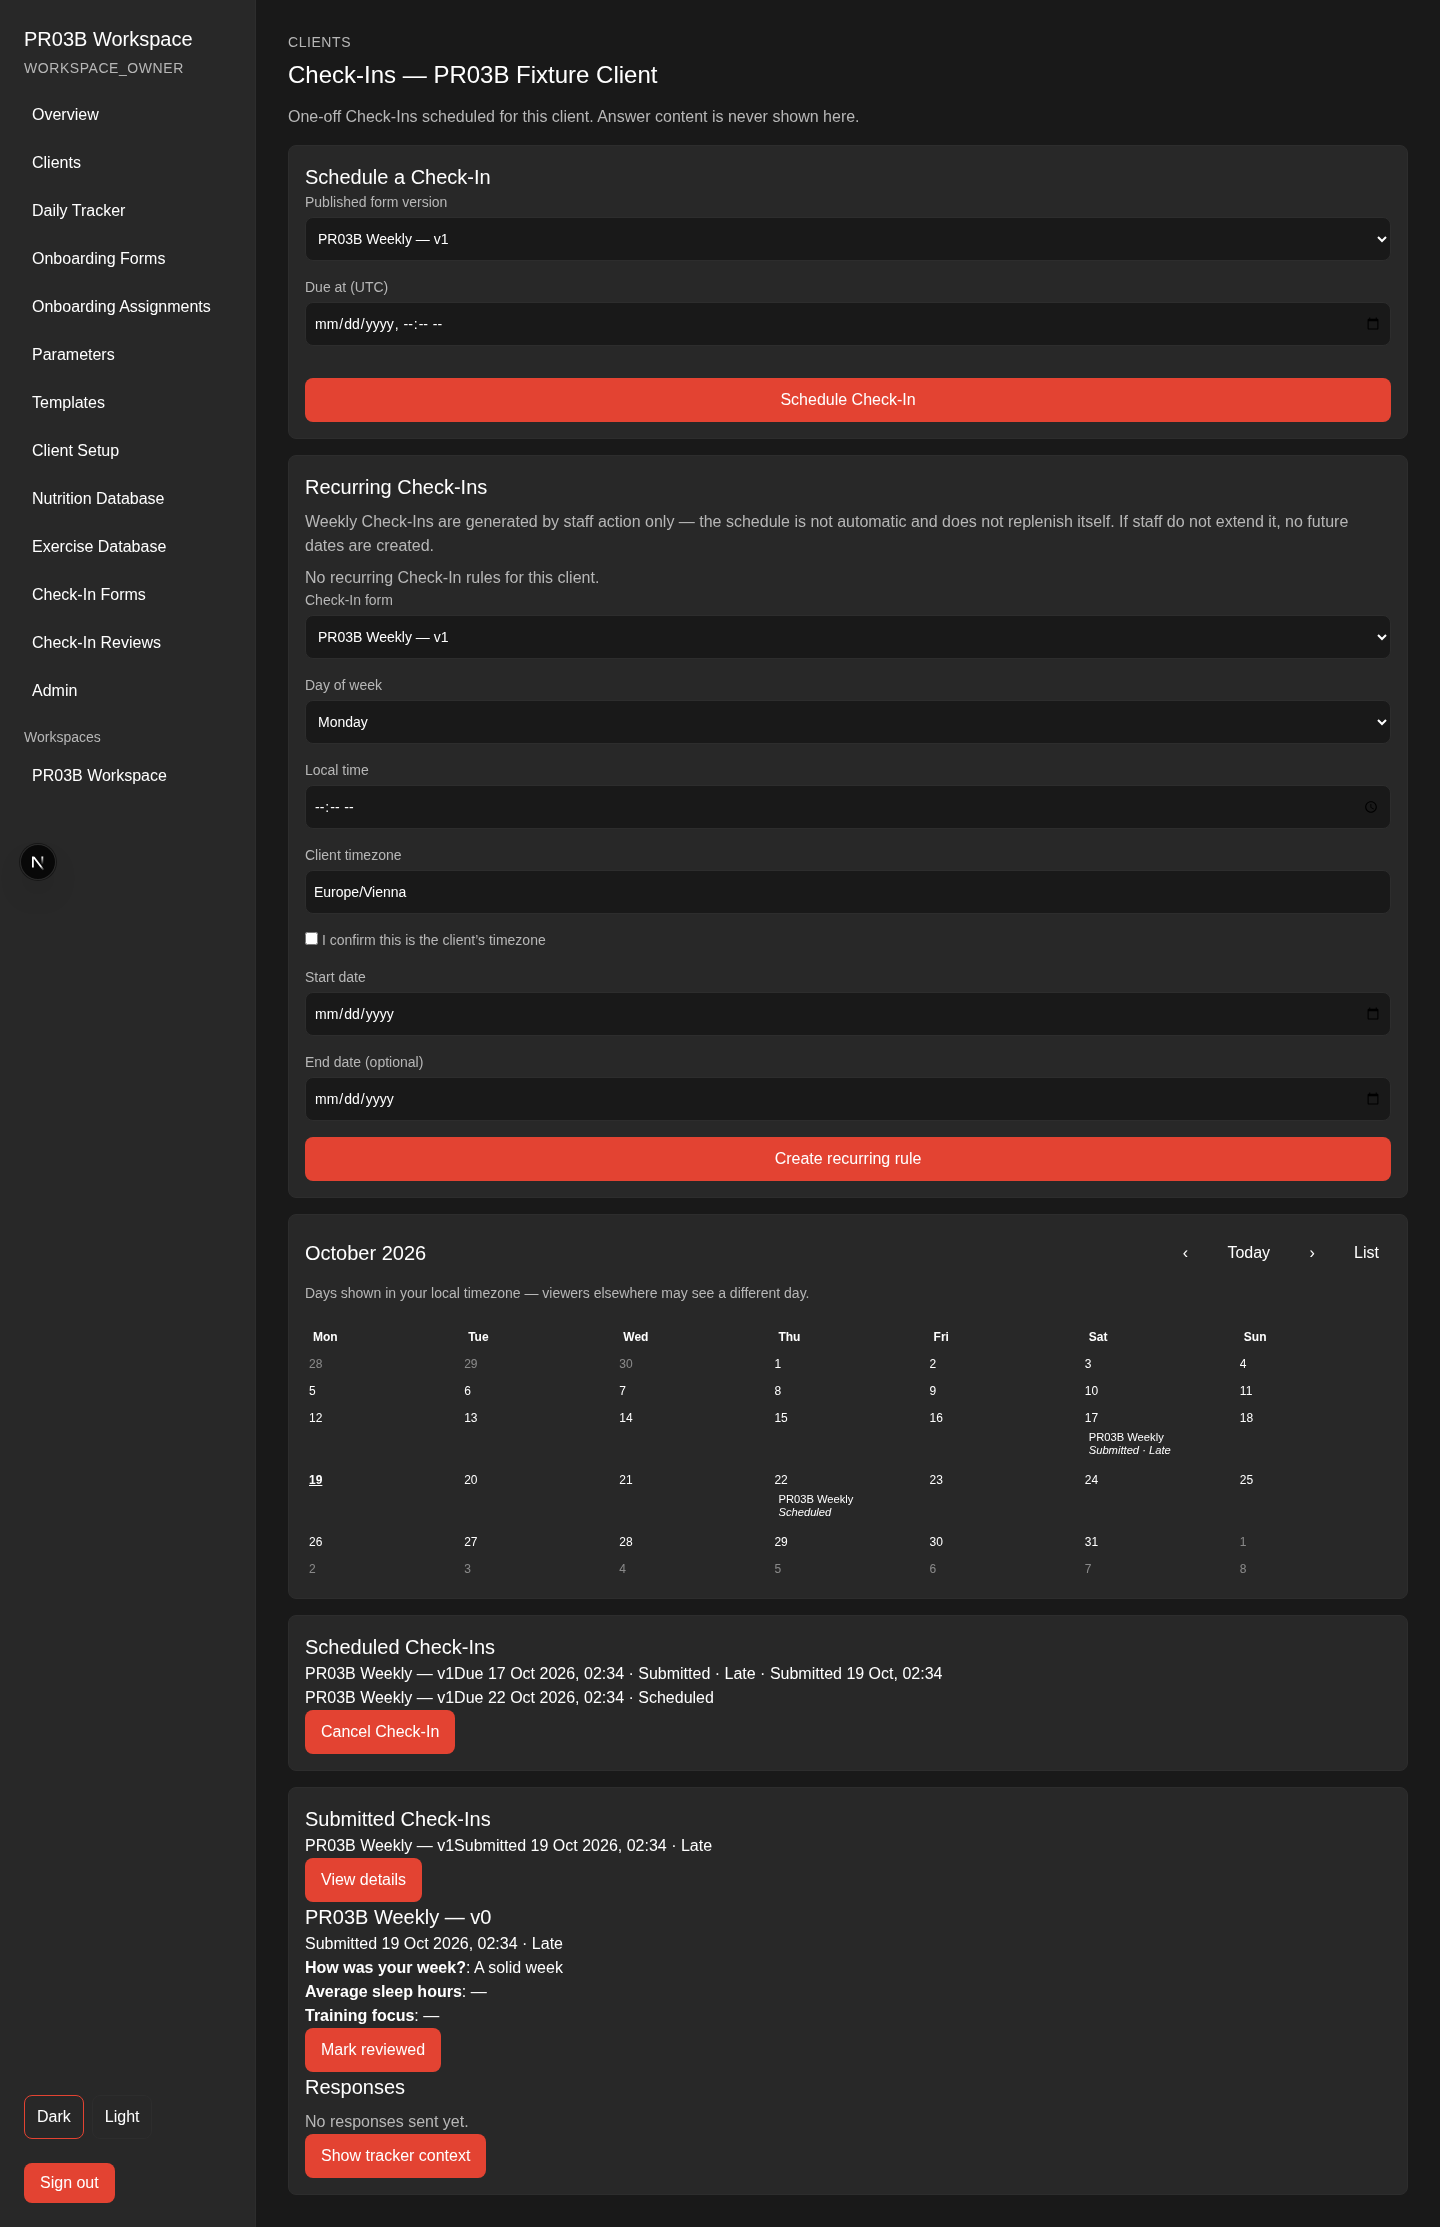 PR03B Workspace
WORKSPACE_OWNER
Overview
Clients
Daily Tracker
Onboarding Forms
Onboarding Assignments
Parameters
Templates
Client Setup
Nutrition Database
Exercise Database
Check-In Forms
Check-In Reviews
Admin
Workspaces
PR03B Workspace
N
Dark Light
Sign out
CLIENTS
Check-Ins — PR03B Fixture Client
One-off Check-Ins scheduled for this client. Answer content is never shown here.
Schedule a Check-In
Published form version
PR03B Weekly — v1
Due at (UTC)
mm/dd/yyyy, --:-- --
Schedule Check-In
Recurring Check-Ins
Weekly Check-Ins are generated by staff action only — the schedule is not automatic and does not replenish itself. If staff do not extend it, no future
dates are created.
No recurring Check-In rules for this client.
Check-In form
PR03B Weekly — v1
Day of week
Monday
Local time
--:-- --
Client timezone
Europe/Vienna
I confirm this is the client's timezone
Start date
mm/dd/yyyy
End date (optional)
mm/dd/yyyy
Create recurring rule
October 2026 ‹ Today › List
Days shown in your local timezone — viewers elsewhere may see a different day.
Mon Tue Wed Thu Fri Sat Sun
28 29 30 1 2 3 4
5 6 7 8 9 10 11
12 13 14 15 16 17 18
PR03B Weekly
Submitted · Late
19 20 21 22 23 24 25
PR03B Weekly
Scheduled
26 27 28 29 30 31 1
2 3 4 5 6 7 8
Scheduled Check-Ins
PR03B Weekly — v1Due 17 Oct 2026, 02:34 · Submitted · Late · Submitted 19 Oct, 02:34
PR03B Weekly — v1Due 22 Oct 2026, 02:34 · Scheduled
Cancel Check-In
Submitted Check-Ins
PR03B Weekly — v1Submitted 19 Oct 2026, 02:34 · Late
View details
PR03B Weekly — v0
Submitted 19 Oct 2026, 02:34 · Late
How was your week?: A solid week
Average sleep hours: —
Training focus: —
Mark reviewed
Responses
No responses sent yet.
Show tracker context